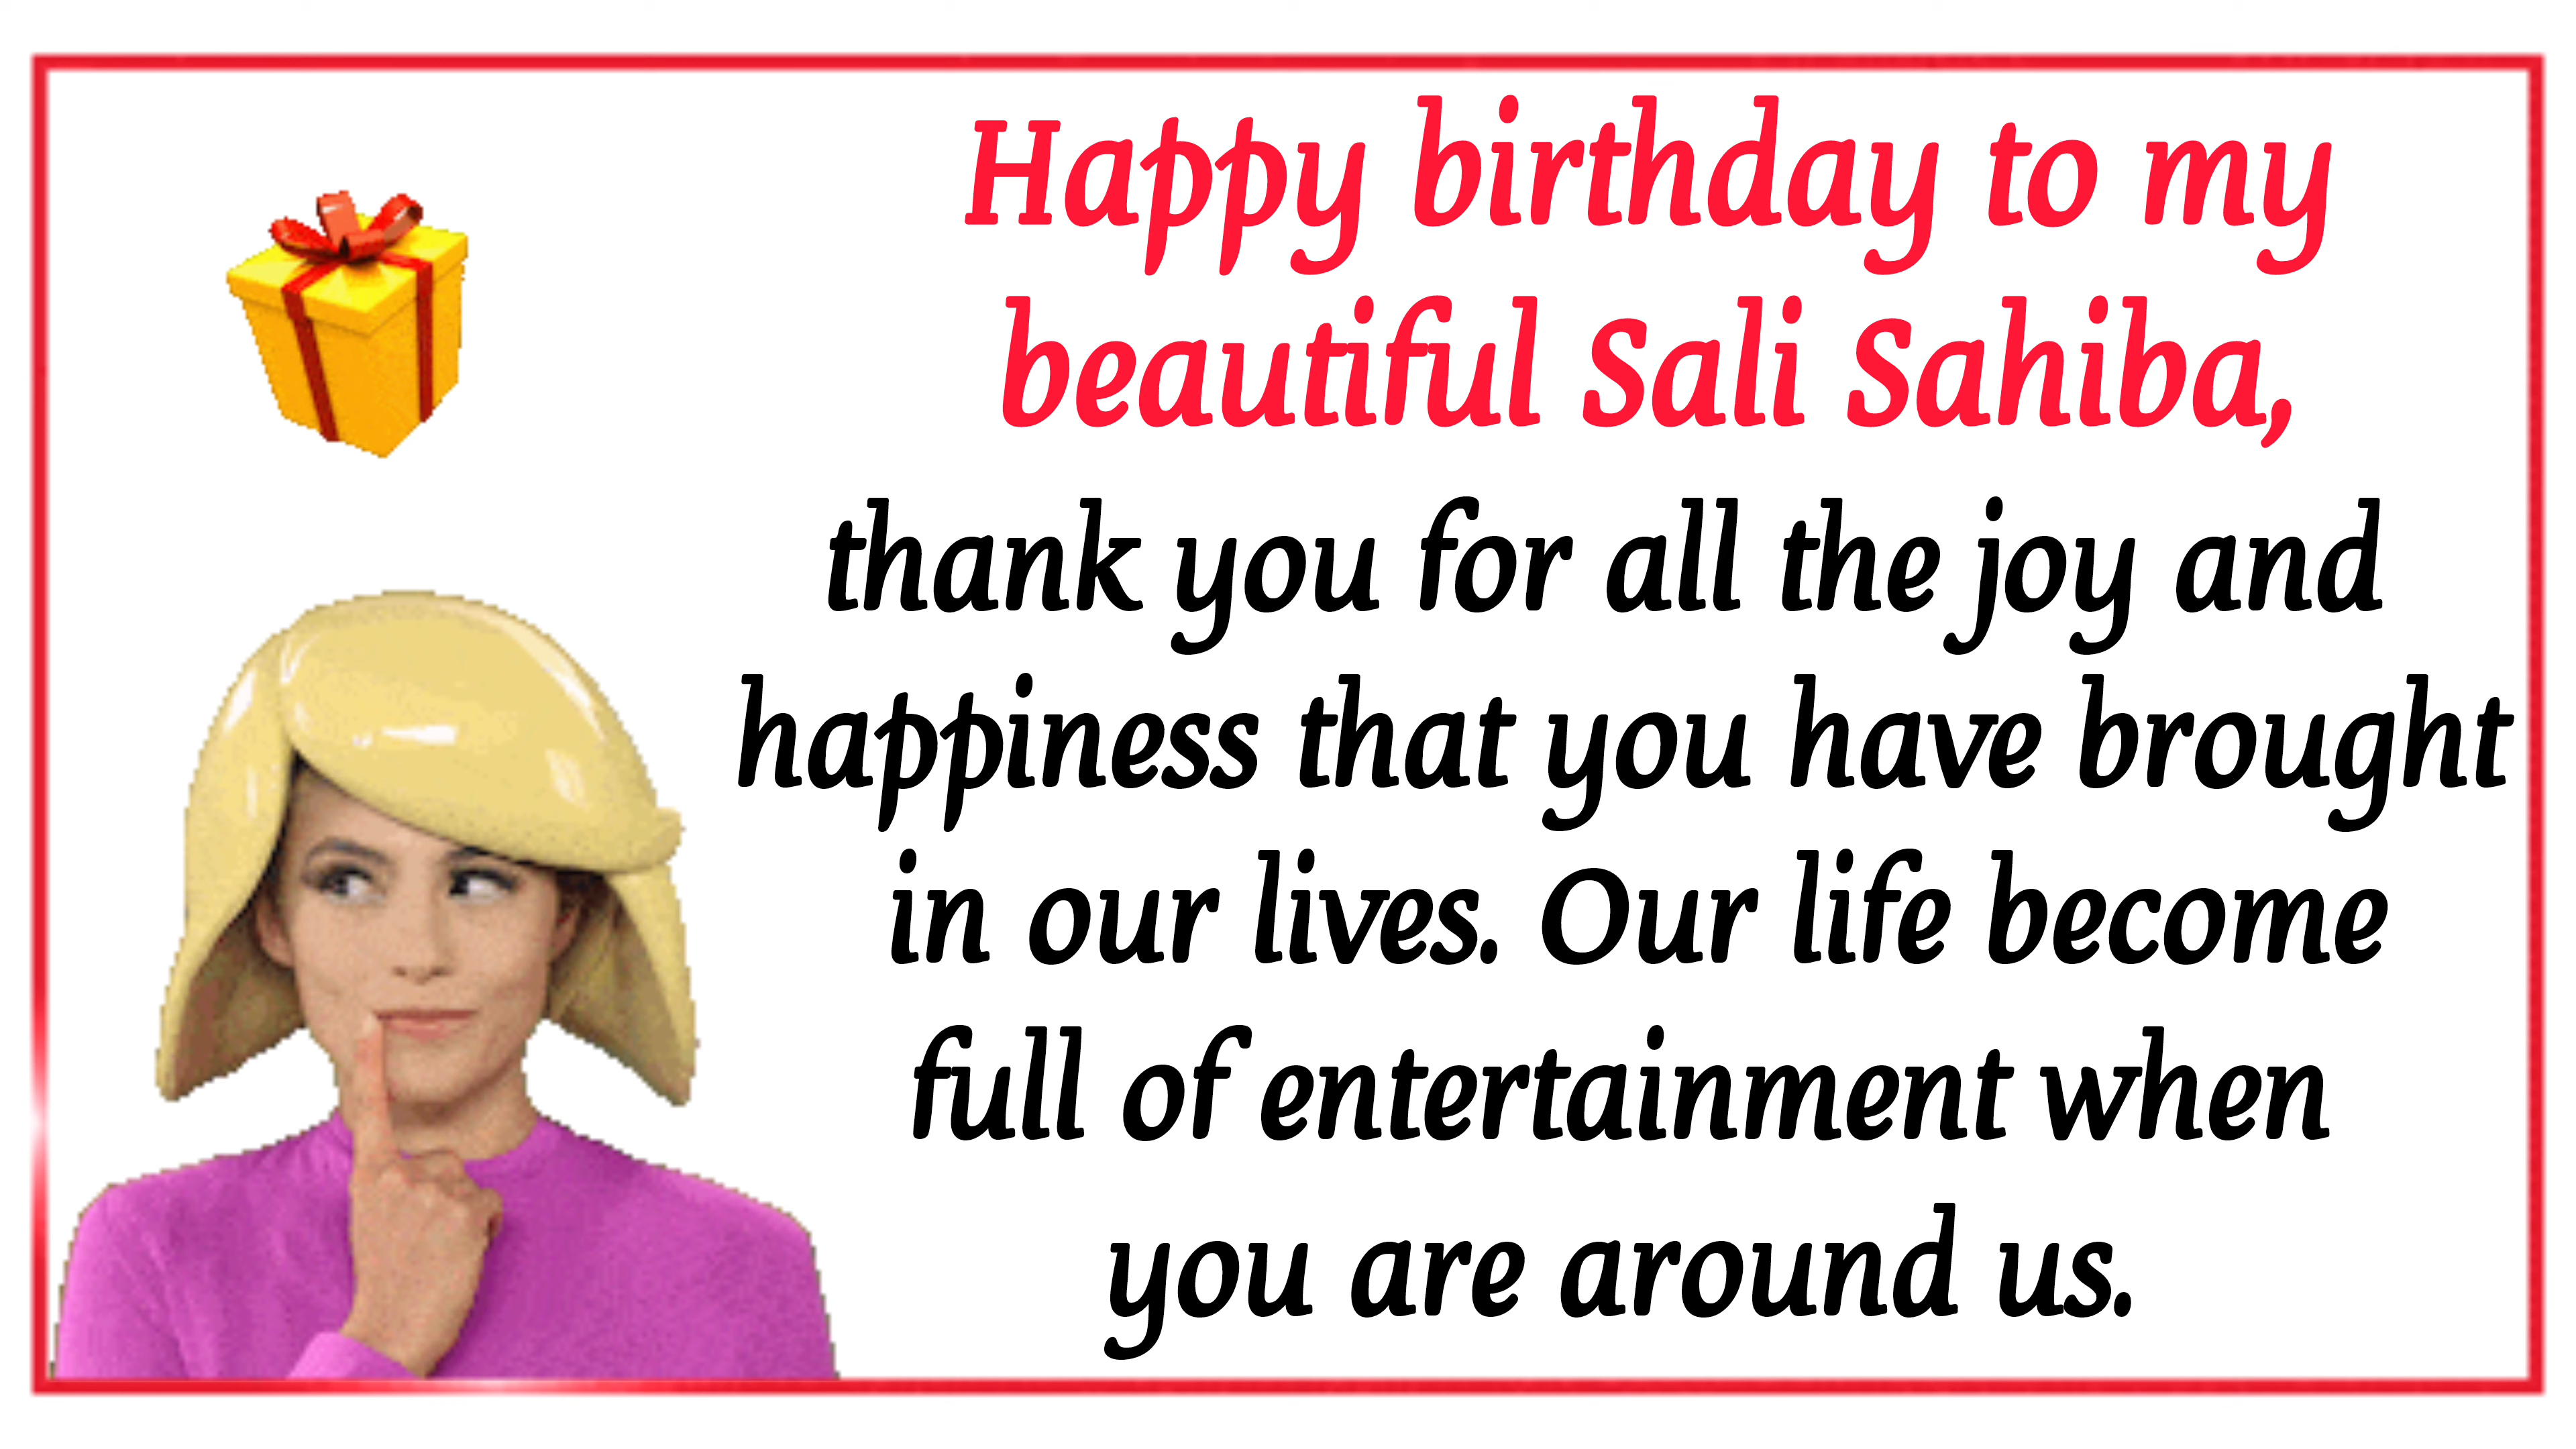 Happy birthday to my
beautiful Sali Sahiba,
thank you for all the joy and
happiness that you have brought
in our lives. Our life become
full of entertainment when
you are around us.